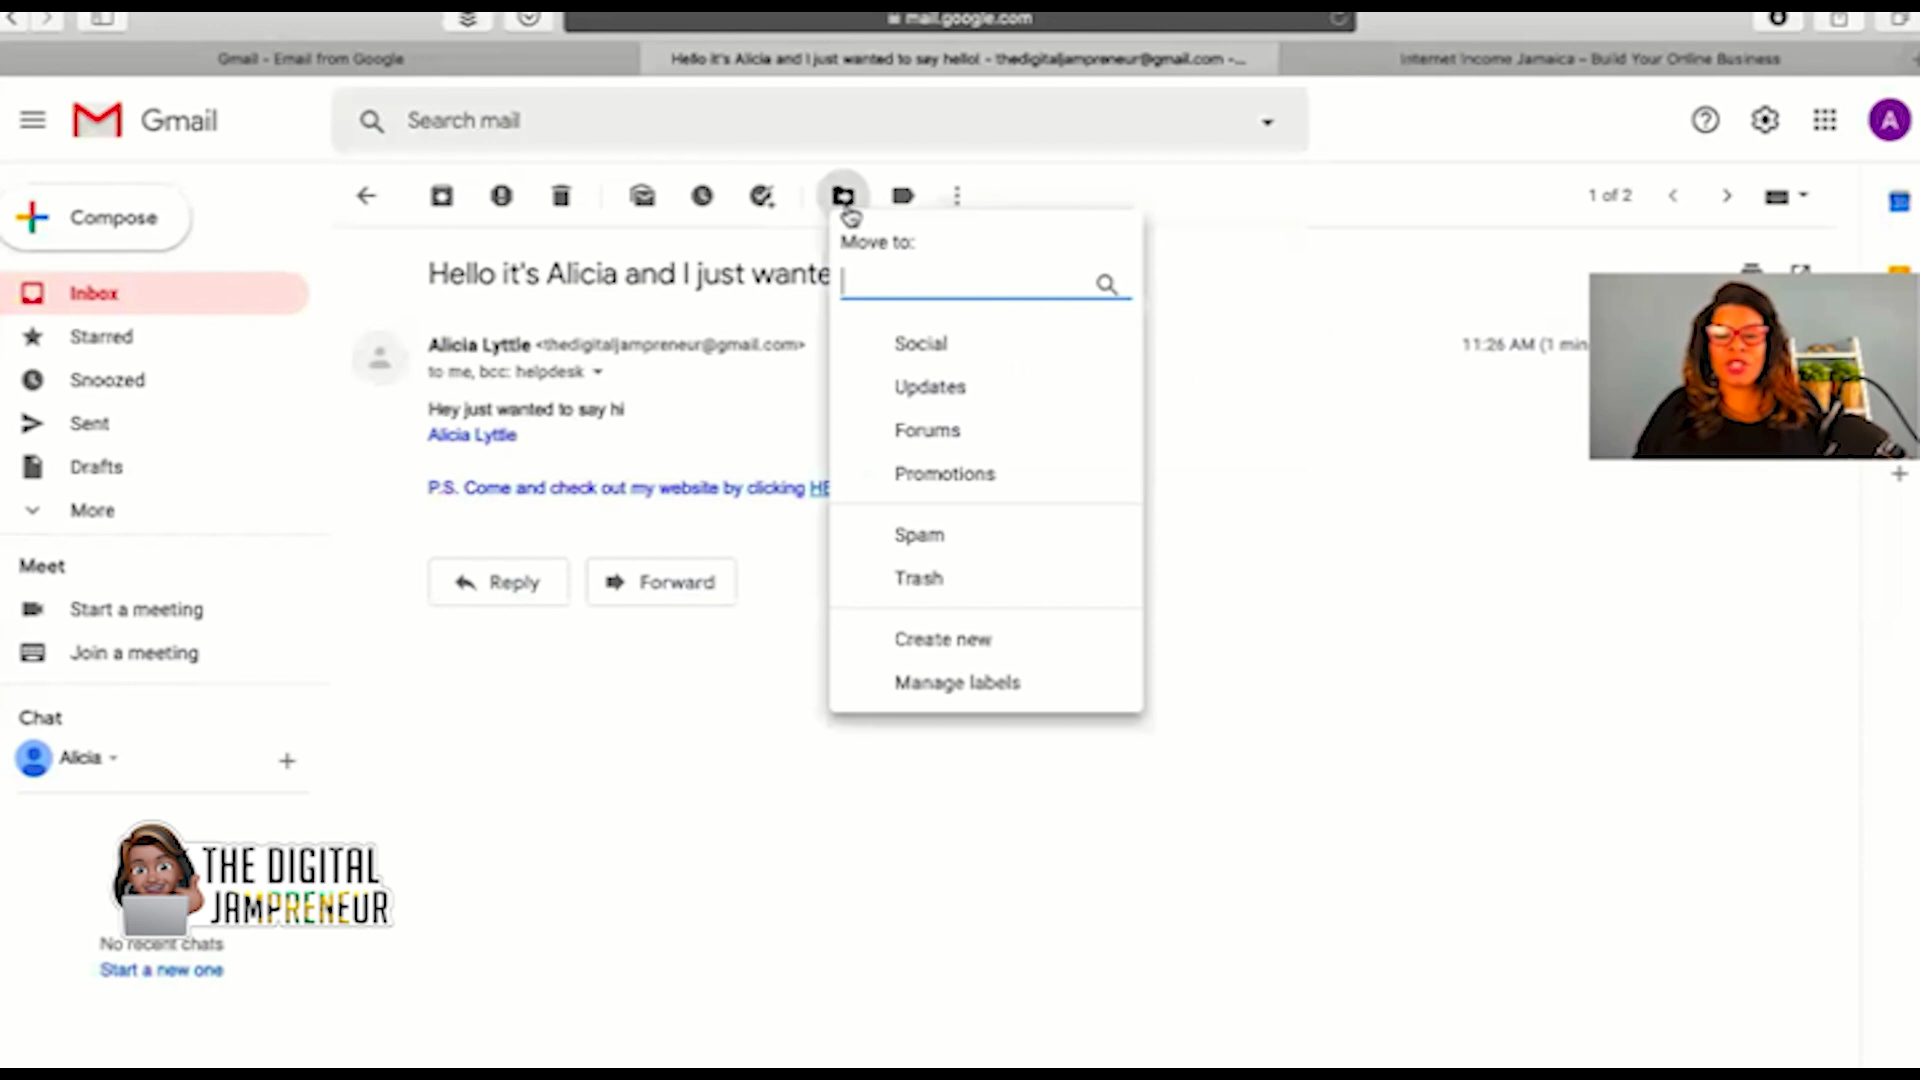 mail.google.com
Gmail - Email from Google
Hello it's Alicia and I just wanted to say hello! - thedigitaljampreneur@gmail.com -...
Internet Income Jamaica – Build Your Online Business
Gmail
Search mail
A
Compose
1 of 2
Move to:
Inbox
Starred
Snoozed
Sent
Drafts
More
Hello it's Alicia and I just wante
Alicia Lyttle <thedigitaljampreneur@gmail.com>
11:26 AM (1 min
to me, bcc: helpdesk
Hey just wanted to say hi
Alicia Lyttle
P.S. Come and check out my website by clicking HE
Reply
Forward
Social
Updates
Forums
Promotions
Spam
Trash
Create new
Manage labels
Meet
Start a meeting
Join a meeting
Chat
Alicia
THE DIGITAL
JAMPRENEUR
No recent chats
Start a new one